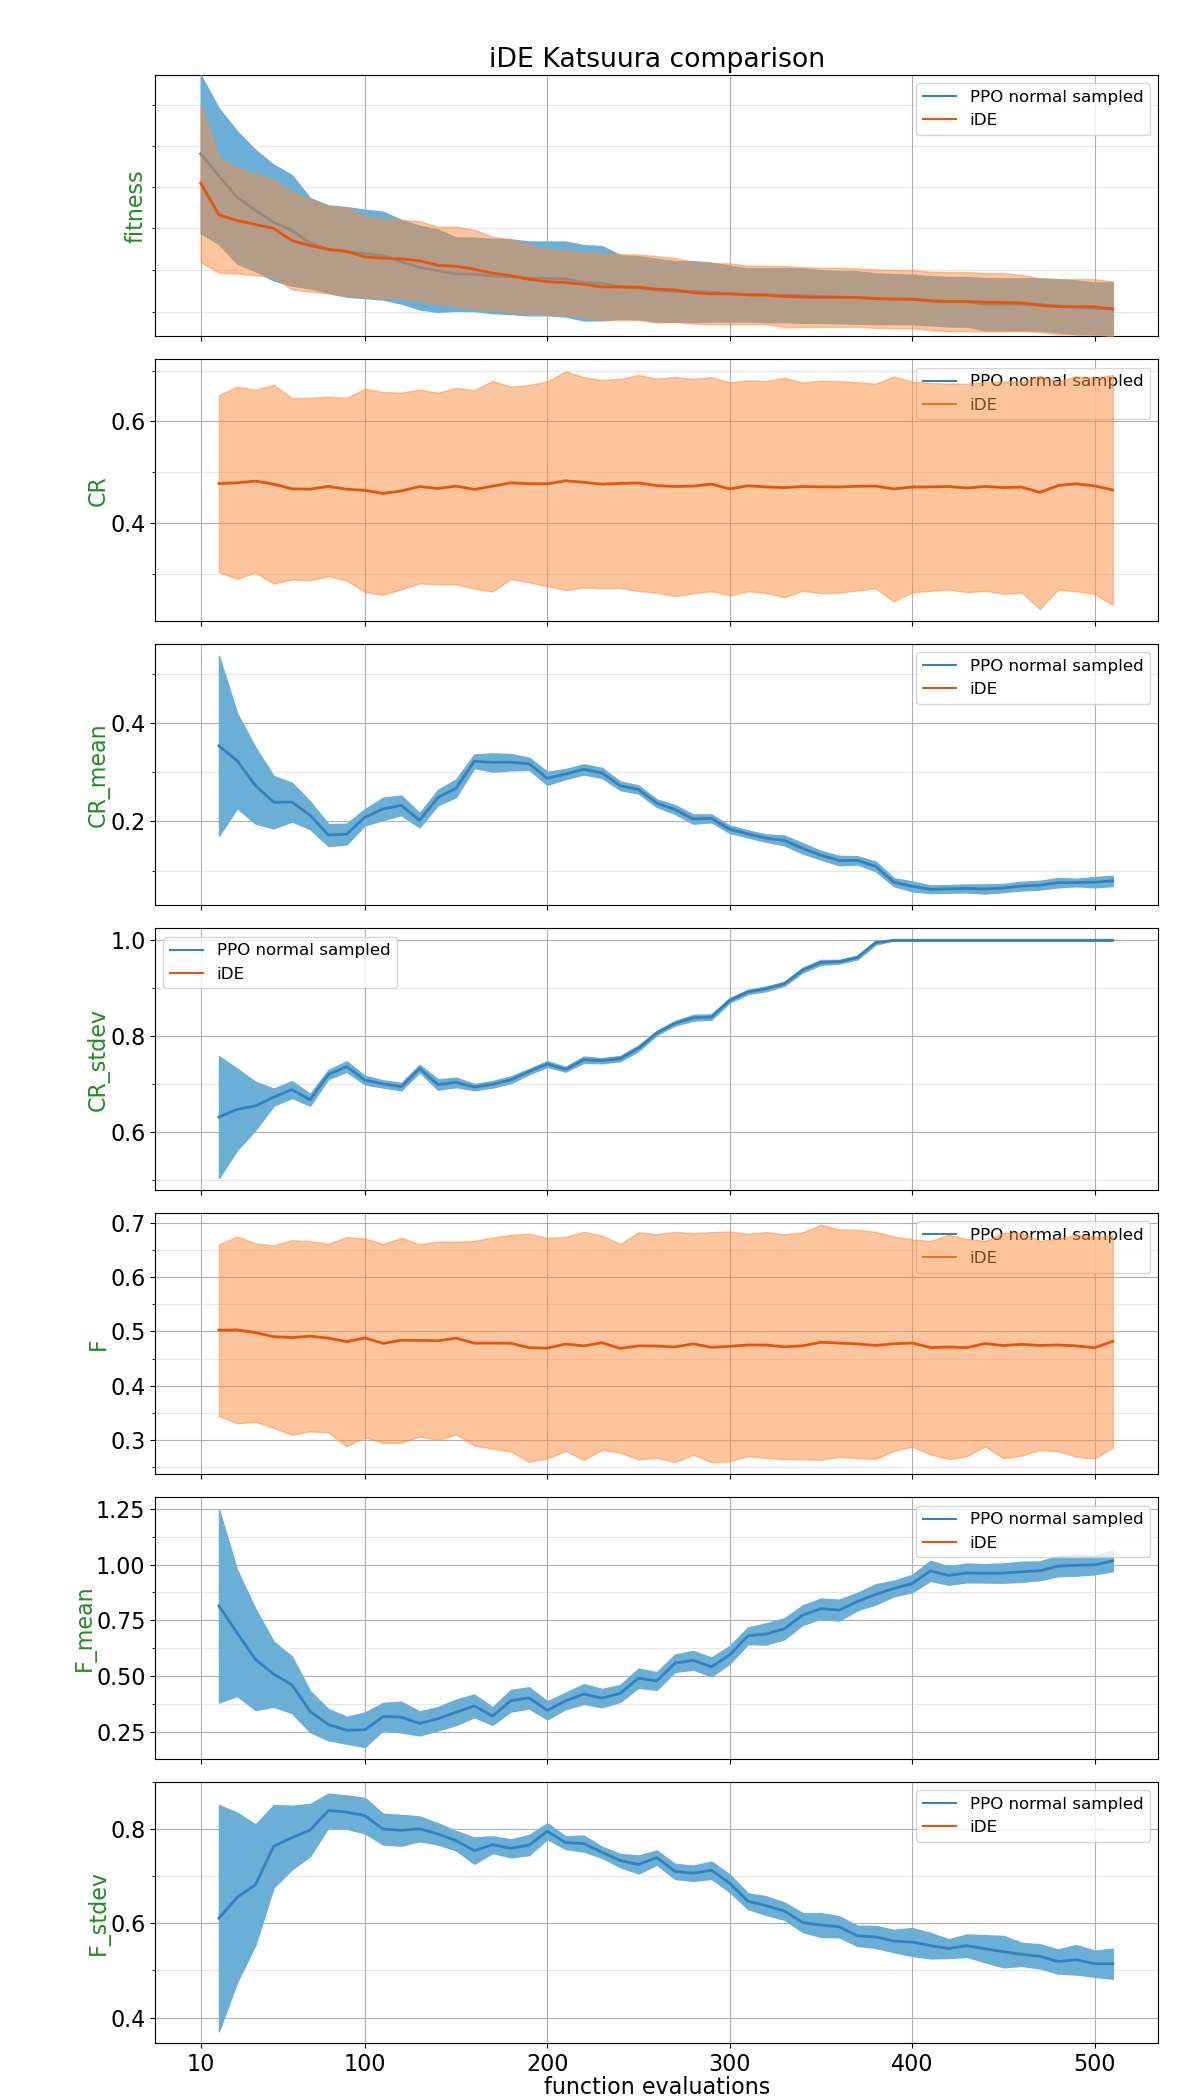 iDE Katsuura comparison
fitness
PPO normal sampled
iDE
CR
0.6
0.4
PPO normal sampled
iDE
CR_mean
0.4
0.2
PPO normal sampled
iDE
CR_stdev
1.0
0.8
0.6
PPO normal sampled
iDE
F
0.7
0.6
0.5
0.4
0.3
PPO normal sampled
iDE
F_mean
1.25
1.00
0.75
0.50
0.25
PPO normal sampled
iDE
F_stdev
0.8
0.6
0.4
PPO normal sampled
iDE
10 100 200 300 400 500
function evaluations